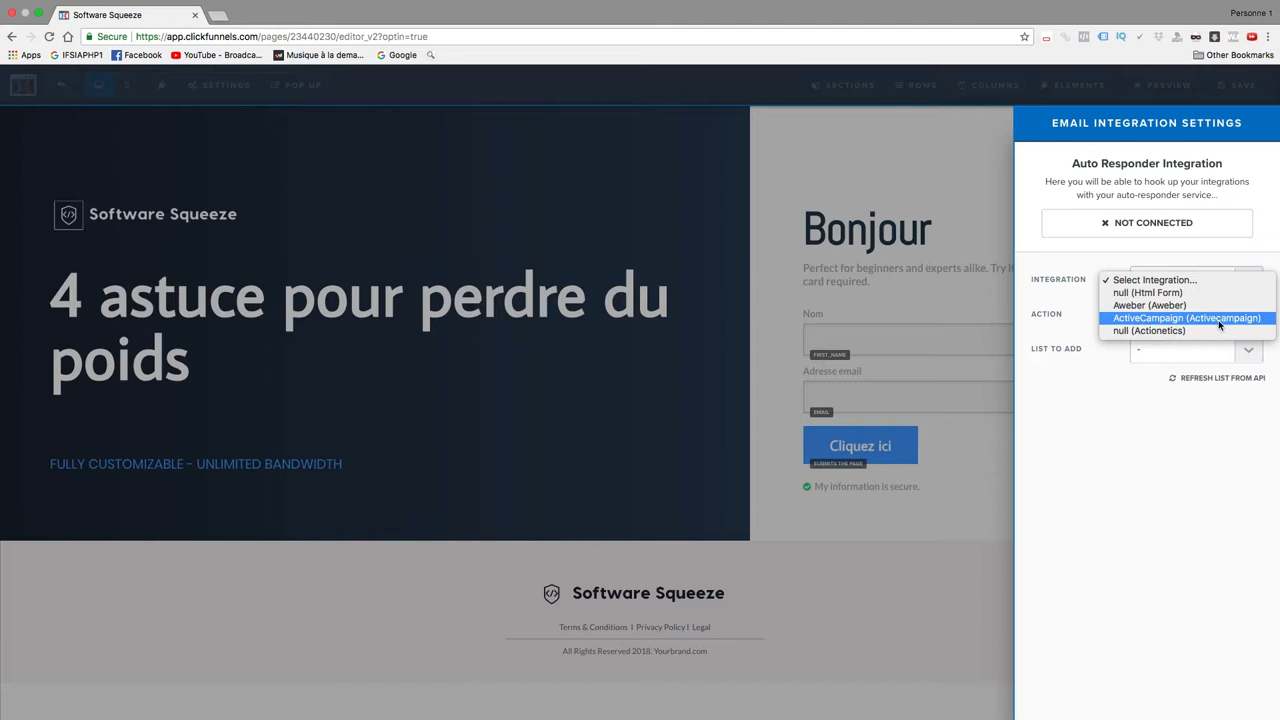 Software Squeeze
Personne 1
Secure
https://app.clickfunnels.com/pages/23440230/editor_v2?optin=true
Apps
IFSIAPHP1
Facebook
YouTube - Broadca...
Musique à la dema...
Google
Other Bookmarks
SETTINGS
POP UP
SECTIONS
ROWS
COLUMNS
ELEMENTS
PREVIEW
SAVE
EMAIL INTEGRATION SETTINGS
Auto Responder Integration
Here you will be able to hook up your integrations
with your auto-responder service...
NOT CONNECTED
INTEGRATION
Select Integration...
null (Html Form)
Aweber (Aweber)
ActiveCampaign (Activecampaign)
null (Actionetics)
ACTION
LIST TO ADD
-
REFRESH LIST FROM API
Software Squeeze
4 astuce pour perdre du
poids
FULLY CUSTOMIZABLE - UNLIMITED BANDWIDTH
Bonjour
Perfect for beginners and experts alike. Try i
card required.
Nom
FIRST_NAME
Adresse email
EMAIL
Cliquez ici
SUBMITS THE PAGE
My information is secure.
Software Squeeze
Terms & Conditions I Privacy Policy I Legal
All Rights Reserved 2018. Yourbrand.com